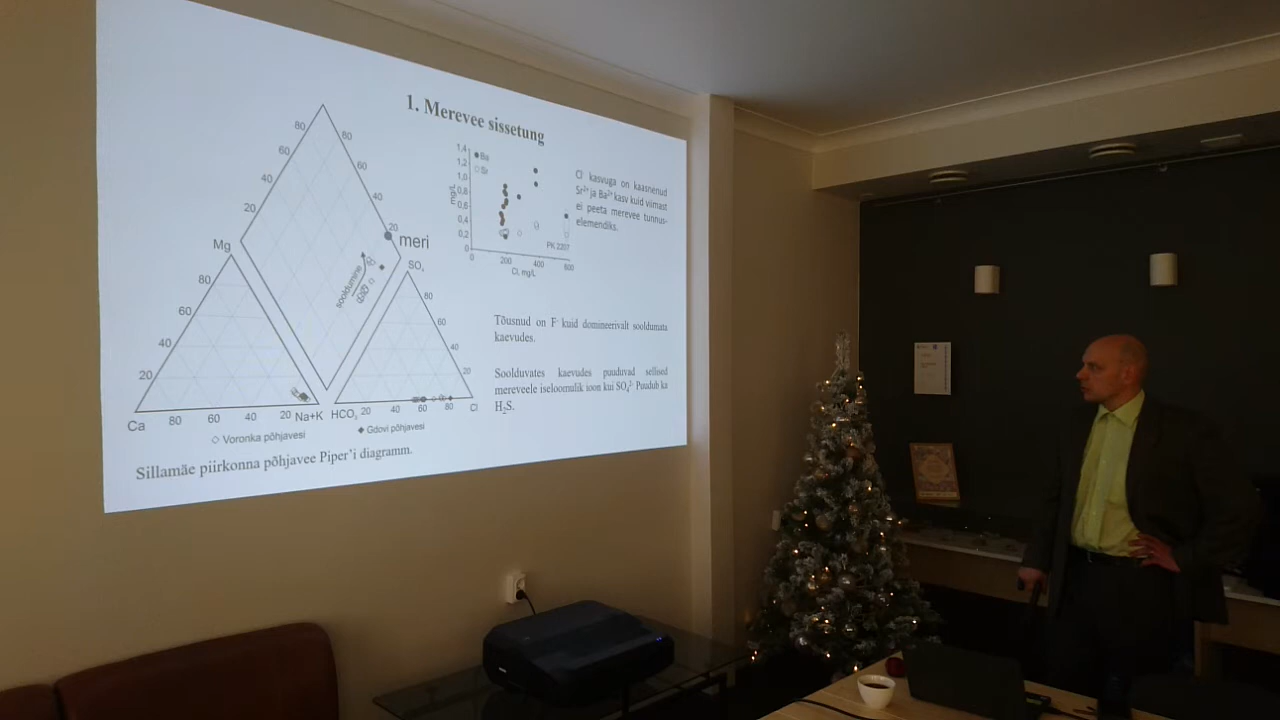 1. Merevee sissetung
80
80
60
60
40
40
20
20
meri
sooldumine
Mg
SO4
80
60
40
20
80
60
40
20
Ca
80
60
40
20
Na+K
HCO3
20
40
60
80
Cl
Voronka põhjavesi
Gdovi põhjavesi
Sillamäe piirkonna põhjavee Piper'i diagramm.
1,4
1,2
1,0
0,8
0,6
0,4
0,2
0
mg/L
Ba
Sr
PK 2207
0
200
400
600
Cl, mg/L
Cl⁻ kasvuga on kaasnenud
Sr²⁺ ja Ba²⁺ kasv kuid viimast
ei peeta merevee tunnus-
elemendiks.
Tõusnud on F⁻ kuid domineerivalt sooldumata
kaevudes.
Soolduvates kaevudes puuduvad sellised
mereveele iseloomulik ioon kui SO₄²⁻ Puudub ka
H₂S.